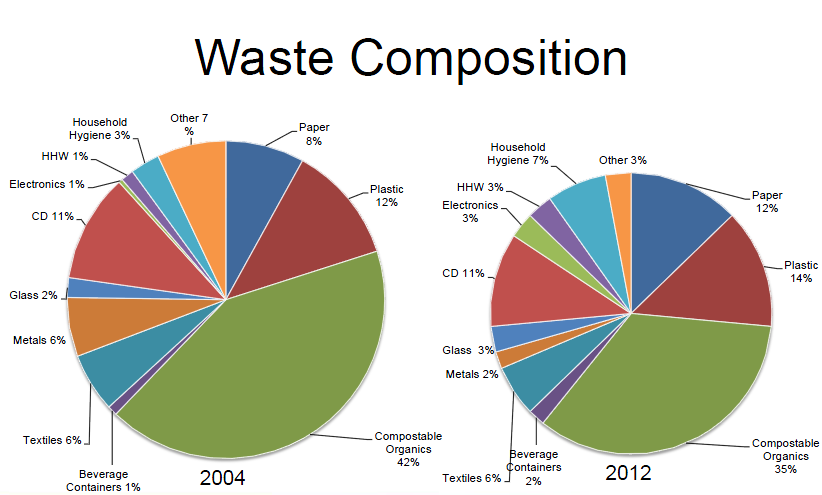 Waste Composition
Household
Hygiene 3%
Other 7
%
Paper
8%
HHW 1%
Electronics 1%
Plastic
12%
CD 11%
Glass 2%
Metals 6%
Textiles 6%
Beverage
Containers 1%
Compostable
Organics
42%
2004
Household
Hygiene 7%
Other 3%
HHW 3%
Electronics
3%
Paper
12%
CD 11%
Plastic
14%
Glass 3%
Metals 2%
Textiles 6%
Beverage
Containers
2%
Compostable
Organics
35%
2012